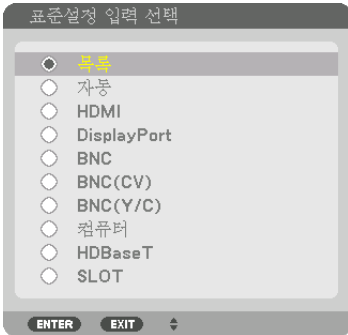 표준설정 입력 선택
목록
자동
HDMI
DisplayPort
BNC
BNC(CV)
BNC(Y/C)
컴퓨터
HDBaseT
SLOT
ENTER EXIT